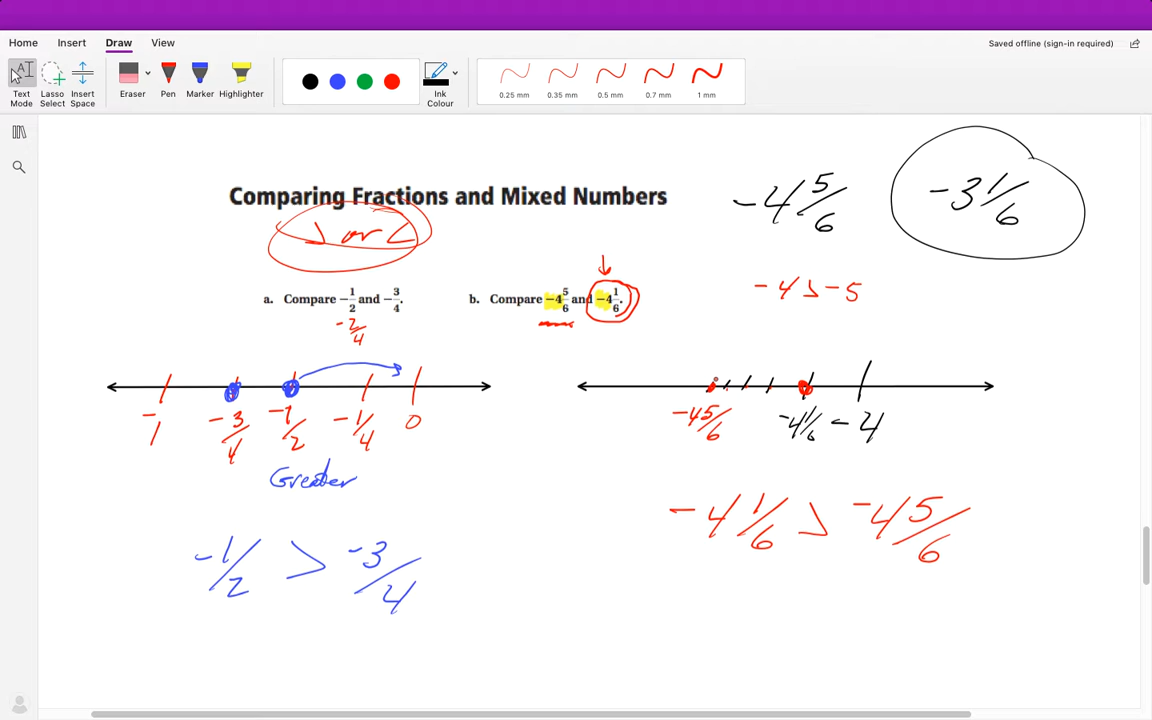 Home Insert Draw View
Saved offline (sign-in required)
Text Mode
Lasso Select
Insert Space
Eraser
Pen
Marker
Highlighter
Ink Colour
0.25 mm
0.35 mm
0.5 mm
0.7 mm
1 mm
Comparing Fractions and Mixed Numbers
> or <
-4 5/6
-3 1/6
-4 > -5
a. Compare -1/2 and -3/4.
-2/4
b. Compare -4 5/6 and -4 1/6.
-1
-3/4
-1/2
-1/4
0
-4 5/6
-4 1/6
-4
Greater
-1/2 > -3/4
-4 1/6 > -4 5/6